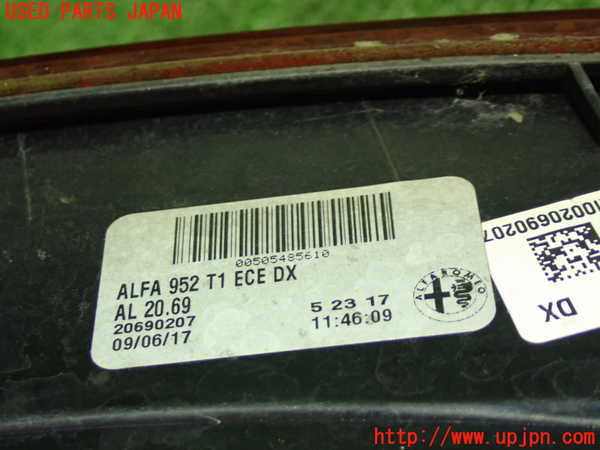 USED PARTS JAPAN
00505485610
ALFA 952 T1 ECE DX
AL 20.69
20690207
09/06/17
5 23 17
11:46:09
ALFA ROMEO
DX
http://www.upjpn.com/